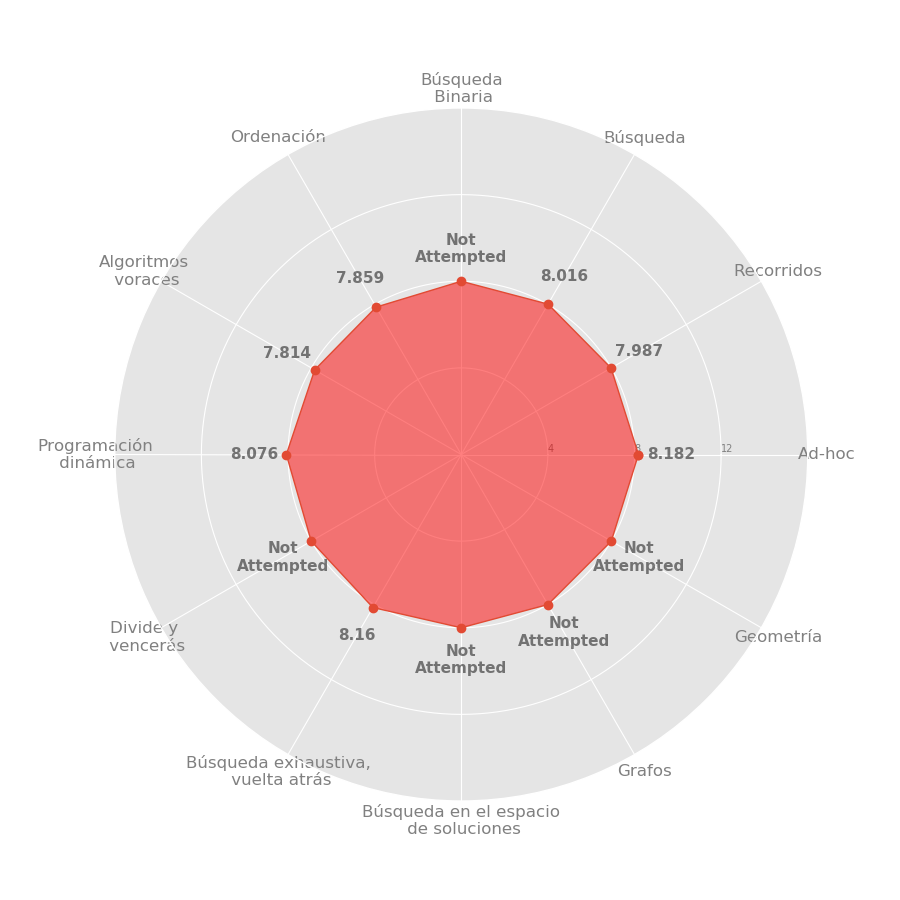 Búsqueda
Binaria
Ordenación
Búsqueda
Not
Attempted
Algoritmos
voraces
7.859
8.016
Recorridos
7.814
7.987
Programación
dinámica
8.076
4
8
12
8.182
Ad-hoc
Not
Attempted
Not
Attempted
Divide y
vencerás
8.16
Not
Attempted
Not
Attempted
Geometría
Búsqueda exhaustiva,
vuelta atrás
Grafos
Búsqueda en el espacio
de soluciones